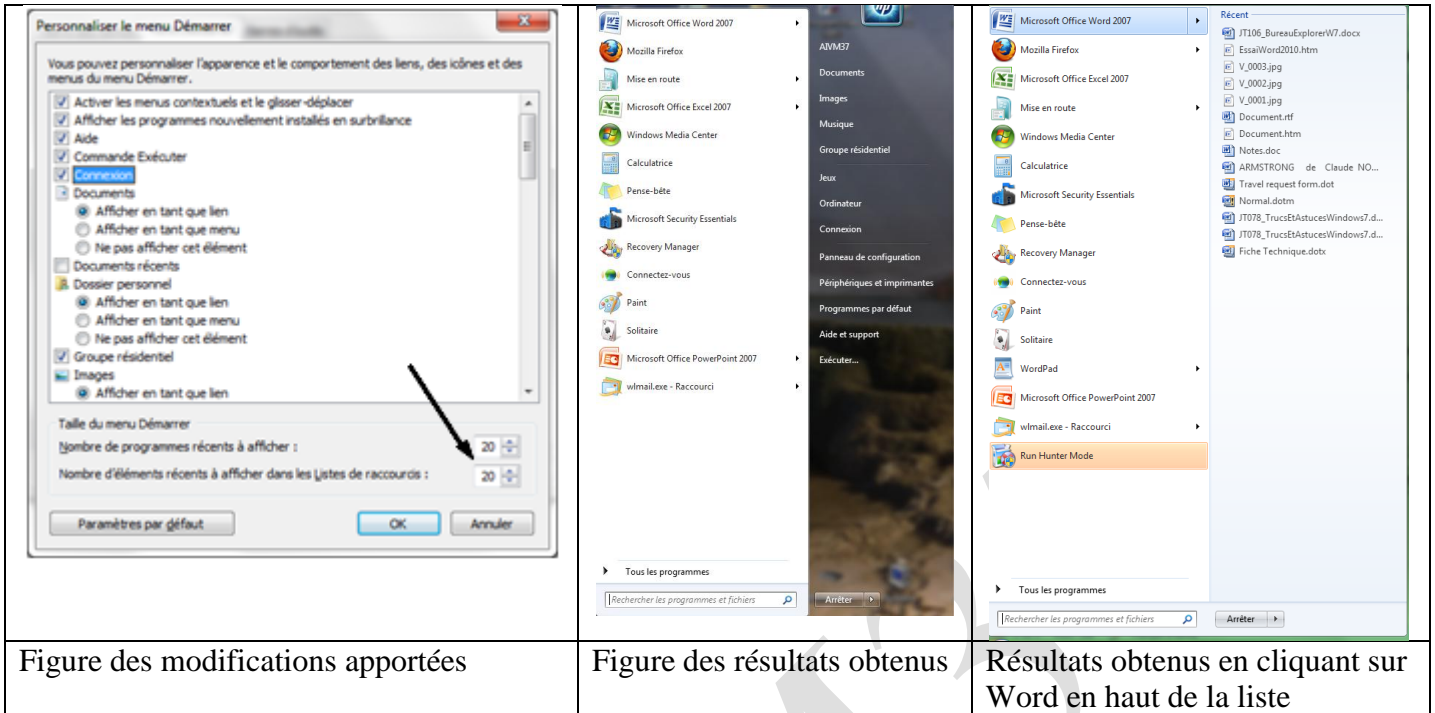 Personnaliser le menu Démarrer
Vous pouvez personnaliser l'apparence et le comportement des liens, des icônes et des
menus du menu Démarrer.
Activer les menus contextuels et le glisser-déplacer
Afficher les programmes nouvellement installés en surbrillance
Aide
Commande Exécuter
Connexion
Documents
Afficher en tant que lien
Afficher en tant que menu
Ne pas afficher cet élément
Documents récents
Dossier personnel
Afficher en tant que lien
Afficher en tant que menu
Ne pas afficher cet élément
Groupe résidentiel
Images
Afficher en tant que lien
Taille du menu Démarrer
Nombre de programmes récents à afficher : 20
Nombre d'éléments récents à afficher dans les Listes de raccourcis : 20
Paramètres par défaut OK Annuler
Figure des modifications apportées
Microsoft Office Word 2007
Mozilla Firefox
Mise en route
Microsoft Office Excel 2007
Windows Media Center
Calculatrice
Pense-bête
Microsoft Security Essentials
Recovery Manager
Connectez-vous
Paint
Solitaire
Microsoft Office PowerPoint 2007
wlmail.exe - Raccourci
Tous les programmes
Rechercher les programmes et fichiers
hp
AIVM37
Documents
Images
Musique
Groupe résidentiel
Jeux
Ordinateur
Connexion
Panneau de configuration
Périphériques et imprimantes
Programmes par défaut
Aide et support
Exécuter...
Arrêter
Figure des résultats obtenus
Microsoft Office Word 2007
Mozilla Firefox
Microsoft Office Excel 2007
Mise en route
Windows Media Center
Calculatrice
Microsoft Security Essentials
Pense-bête
Recovery Manager
Connectez-vous
Paint
Solitaire
WordPad
Microsoft Office PowerPoint 2007
wlmail.exe - Raccourci
Run Hunter Mode
Tous les programmes
Rechercher les programmes et fichiers
Récent
JT106_BureauExplorerW7.docx
EssaiWord2010.htm
V_0003.jpg
V_0002.jpg
V_0001.jpg
Document.rtf
Document.htm
Notes.doc
ARMSTRONG de Claude NO...
Travel request form.dot
Normal.dotm
JT078_TrucsEtAstucesWindows7.d...
JT078_TrucsEtAstucesWindows7.d...
Fiche Technique.dotx
Arrêter
Résultats obtenus en cliquant sur
Word en haut de la liste